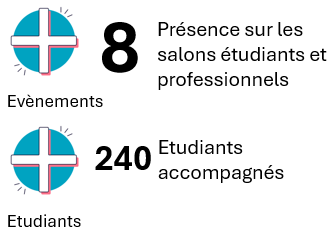 8
Présence sur les
salons étudiants et
professionnels
Evènements
240
Etudiants
accompagnés
Etudiants